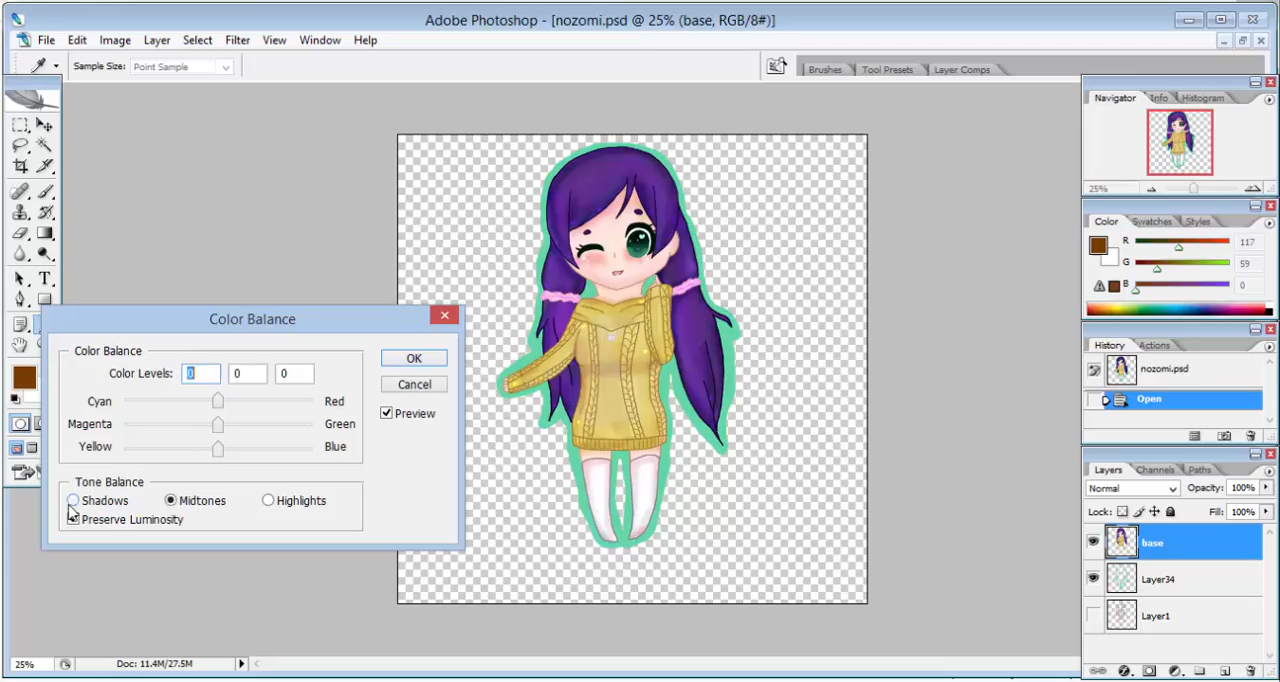 Adobe Photoshop - [nozomi.psd @ 25% (base, RGB/8#)]
File Edit Image Layer Select Filter View Window Help
Sample Size: Point Sample
Brushes Tool Presets Layer Comps
Navigator Info Histogram
25%
Color Swatches Styles
R 117
G 59
B 0
History Actions
nozomi.psd
Open
Layers Channels Paths
Normal Opacity: 100%
Lock: Fill: 100%
base
Layer34
Layer1
Color Balance
Color Balance
Color Levels: 0 0 0
Cyan Red
Magenta Green
Yellow Blue
Tone Balance
Shadows Midtones Highlights
Preserve Luminosity
OK
Cancel
Preview
25% Doc: 11.4M/27.5M